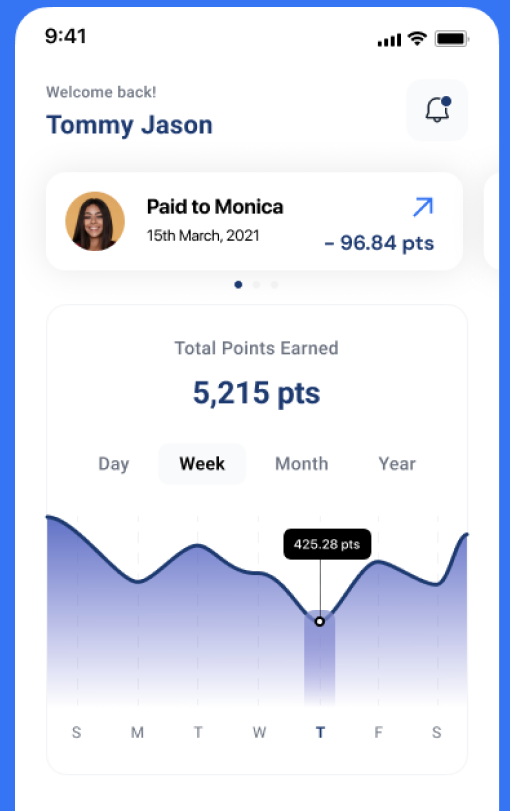 9:41
Welcome back!
Tommy Jason
Paid to Monica
15th March, 2021
- 96.84 pts
Total Points Earned
5,215 pts
Day Week Month Year
425.28 pts
S M T W T F S